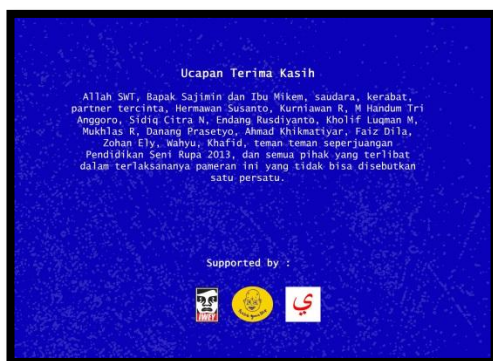 Ucapan Terima Kasih
Allah SWT, Bapak Sajimin dan Ibu Mikem, saudara, kerabat,
partner tercinta, Hermawan Susanto, Kurniawan R, M Handum Tri
Anggoro, Sidiq Citra N, Endang Rusdiyanto, Kholif Luqman M,
Mukhlas R, Danang Prasetyo, Ahmad Khikmatiyar, Faiz Dila,
Zohan Ely, Wahyu, Khafid, teman teman seperjuangan
Pendidikan Seni Rupa 2013, dan semua pihak yang terlibat
dalam terlaksananya pameran ini yang tidak bisa disebutkan
satu persatu.
Supported by :
ي